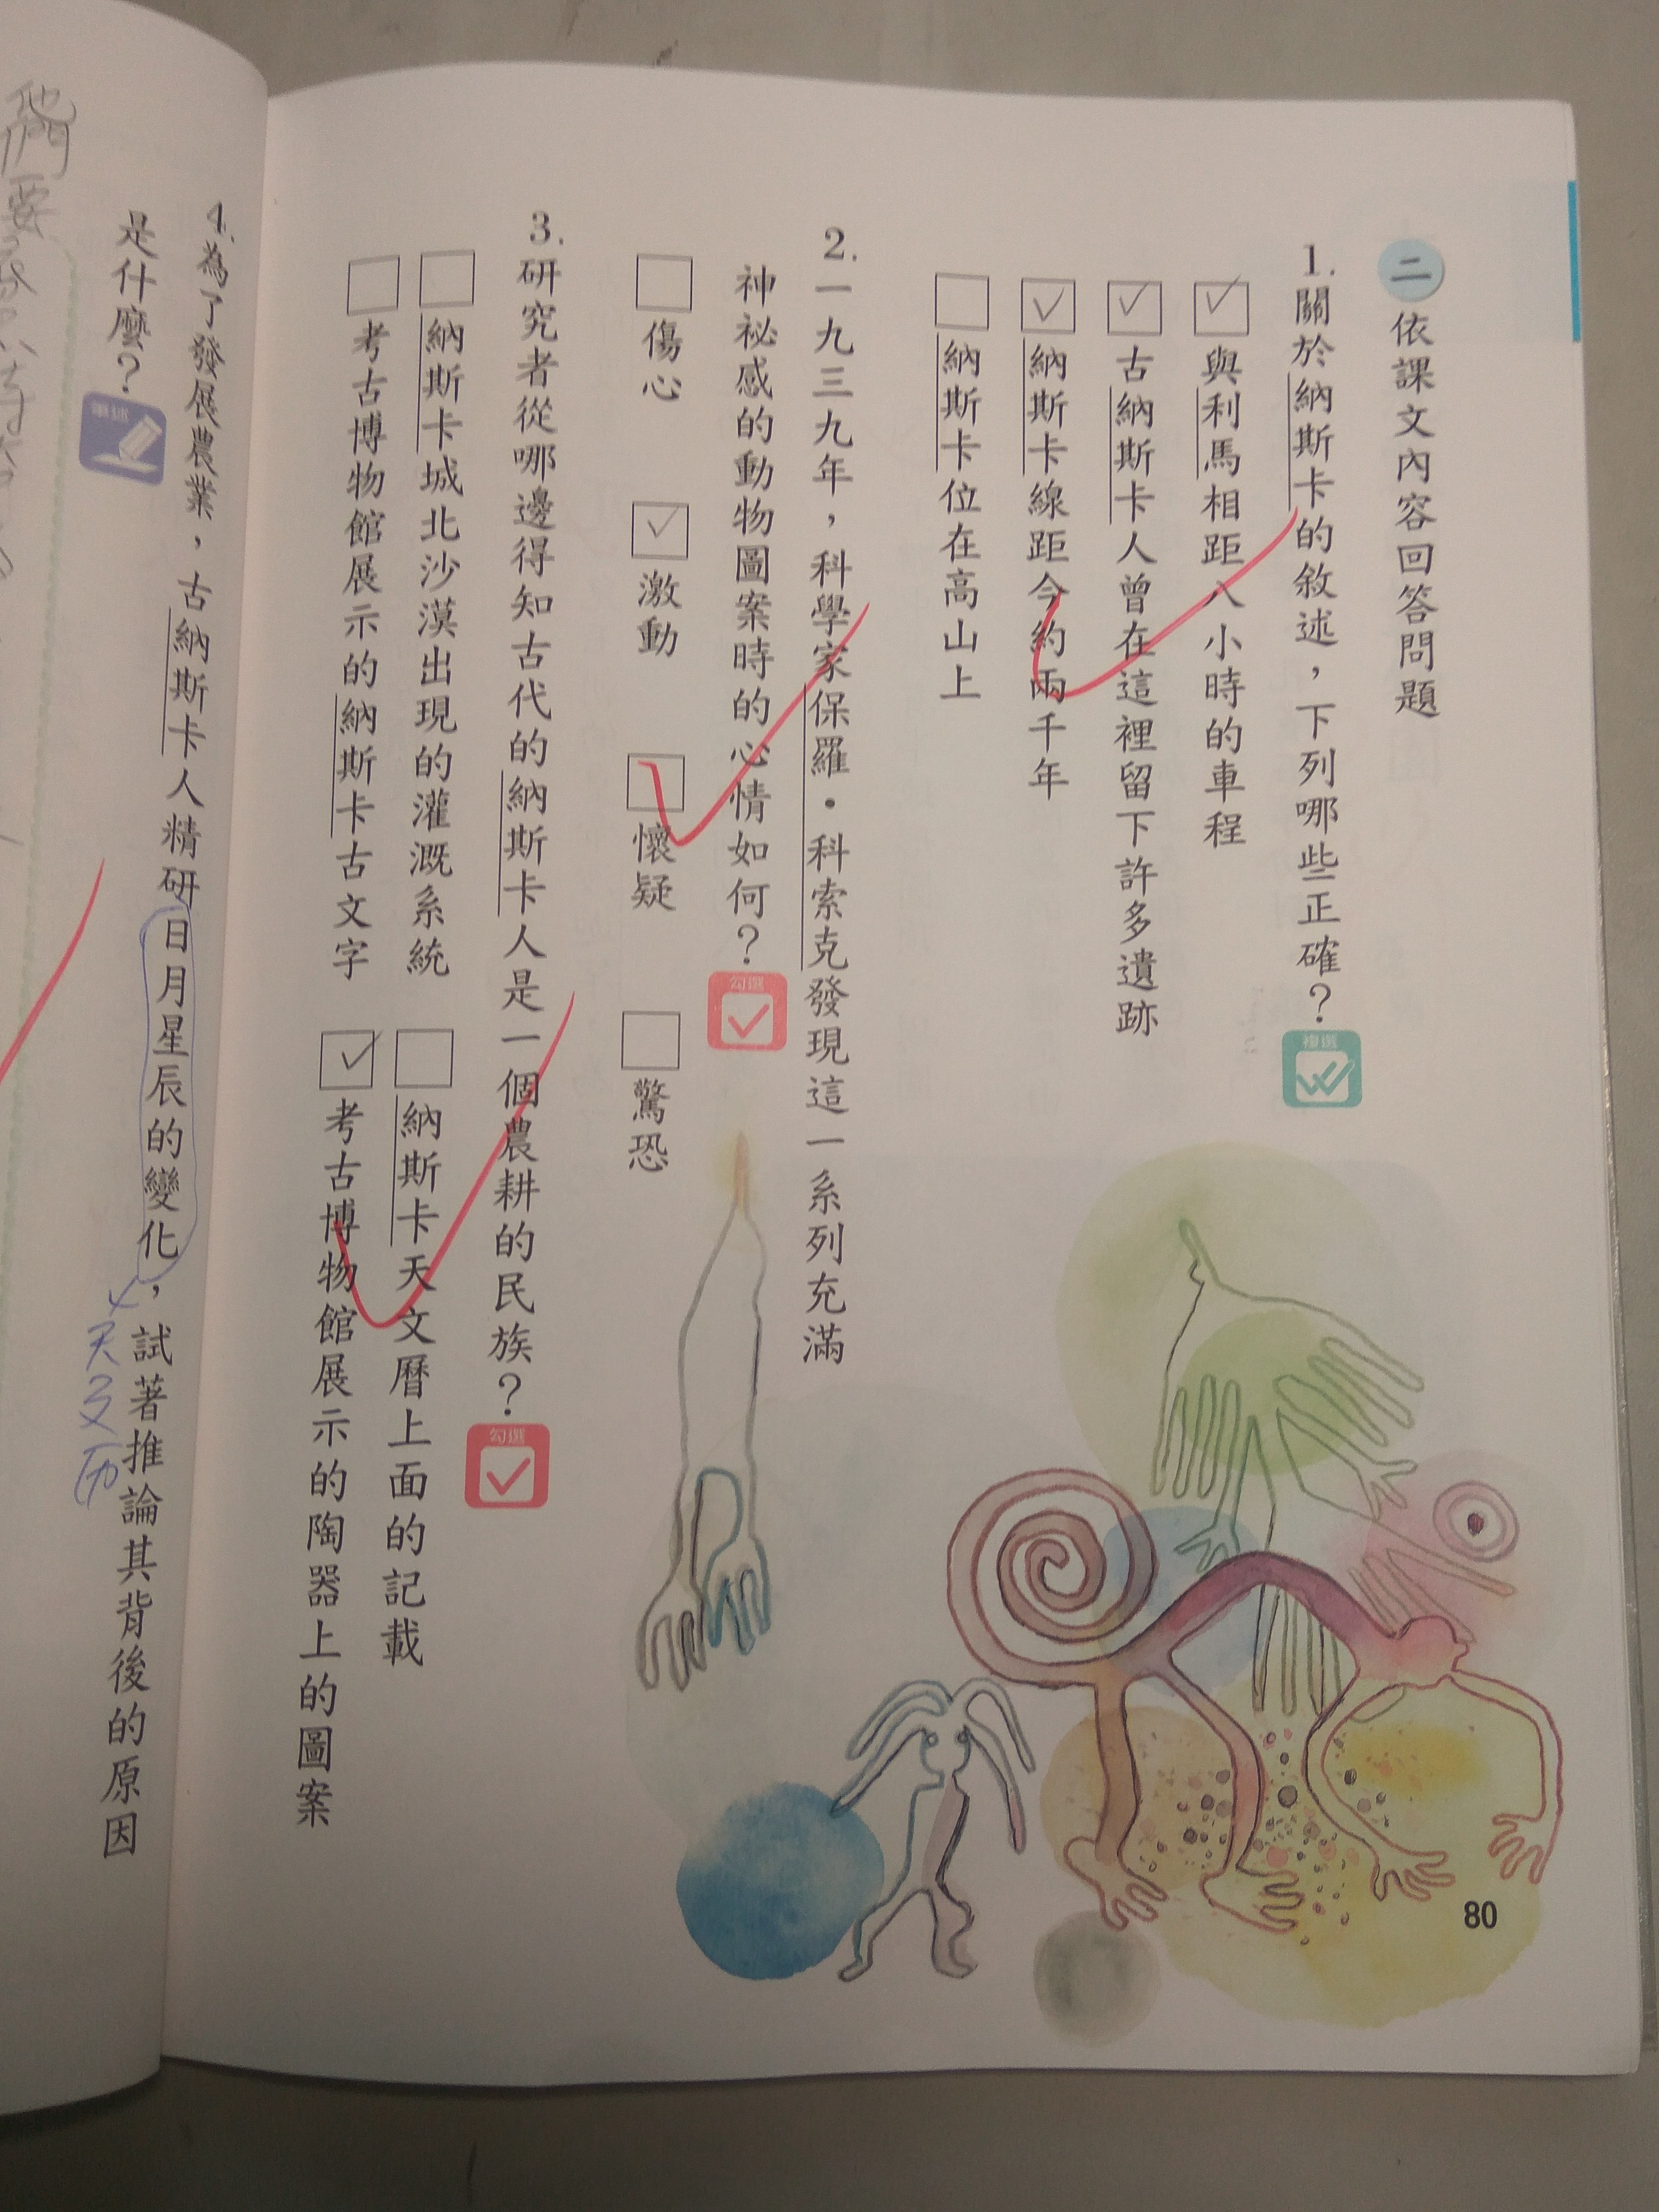 二 依課文內容回答問題
1. 關於納斯卡的敘述，下列哪些正確？ 複選
與利馬相距八小時的車程
古納斯卡人曾在這裡留下許多遺跡
納斯卡線距今約兩千年
納斯卡位在高山上
2. 一九三九年，科學家保羅・科索克發現這一系列充滿
神祕感的動物圖案時的心情如何？ 勾選
傷心 激動 懷疑 驚恐
3. 研究者從哪邊得知古代的納斯卡人是一個農耕的民族？ 勾選
納斯卡城北沙漠出現的灌溉系統 納斯卡天文曆上面的記載
考古博物館展示的納斯卡古文字 考古博物館展示的陶器上的圖案
4. 為了發展農業，古納斯卡人精研日月星辰的變化，試著推論其背後的原因
天文历
是什麼？ 筆述
他們要
80